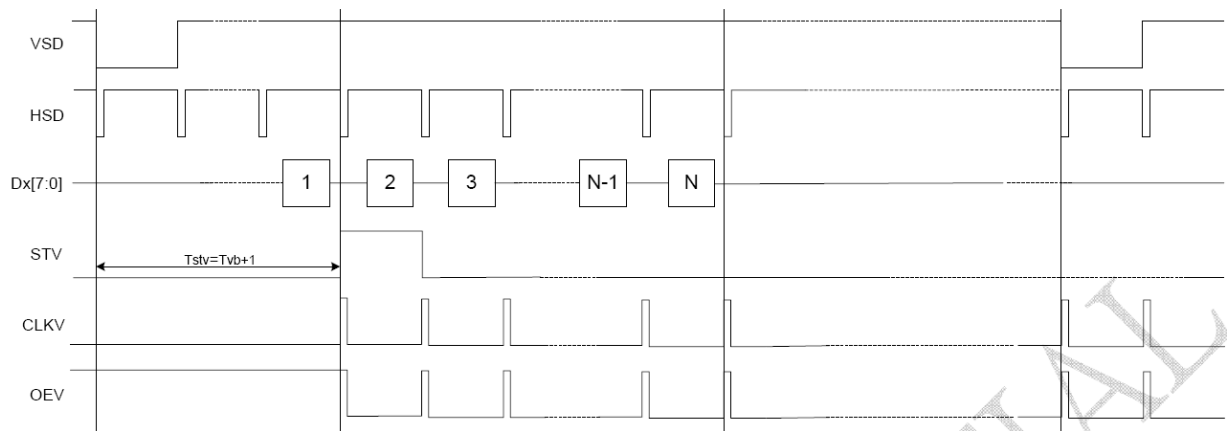 VSD
HSD
Dx[7:0]
1 2 3 N-1 N
STV
Tstv=Tvb+1
CLKV
OEV